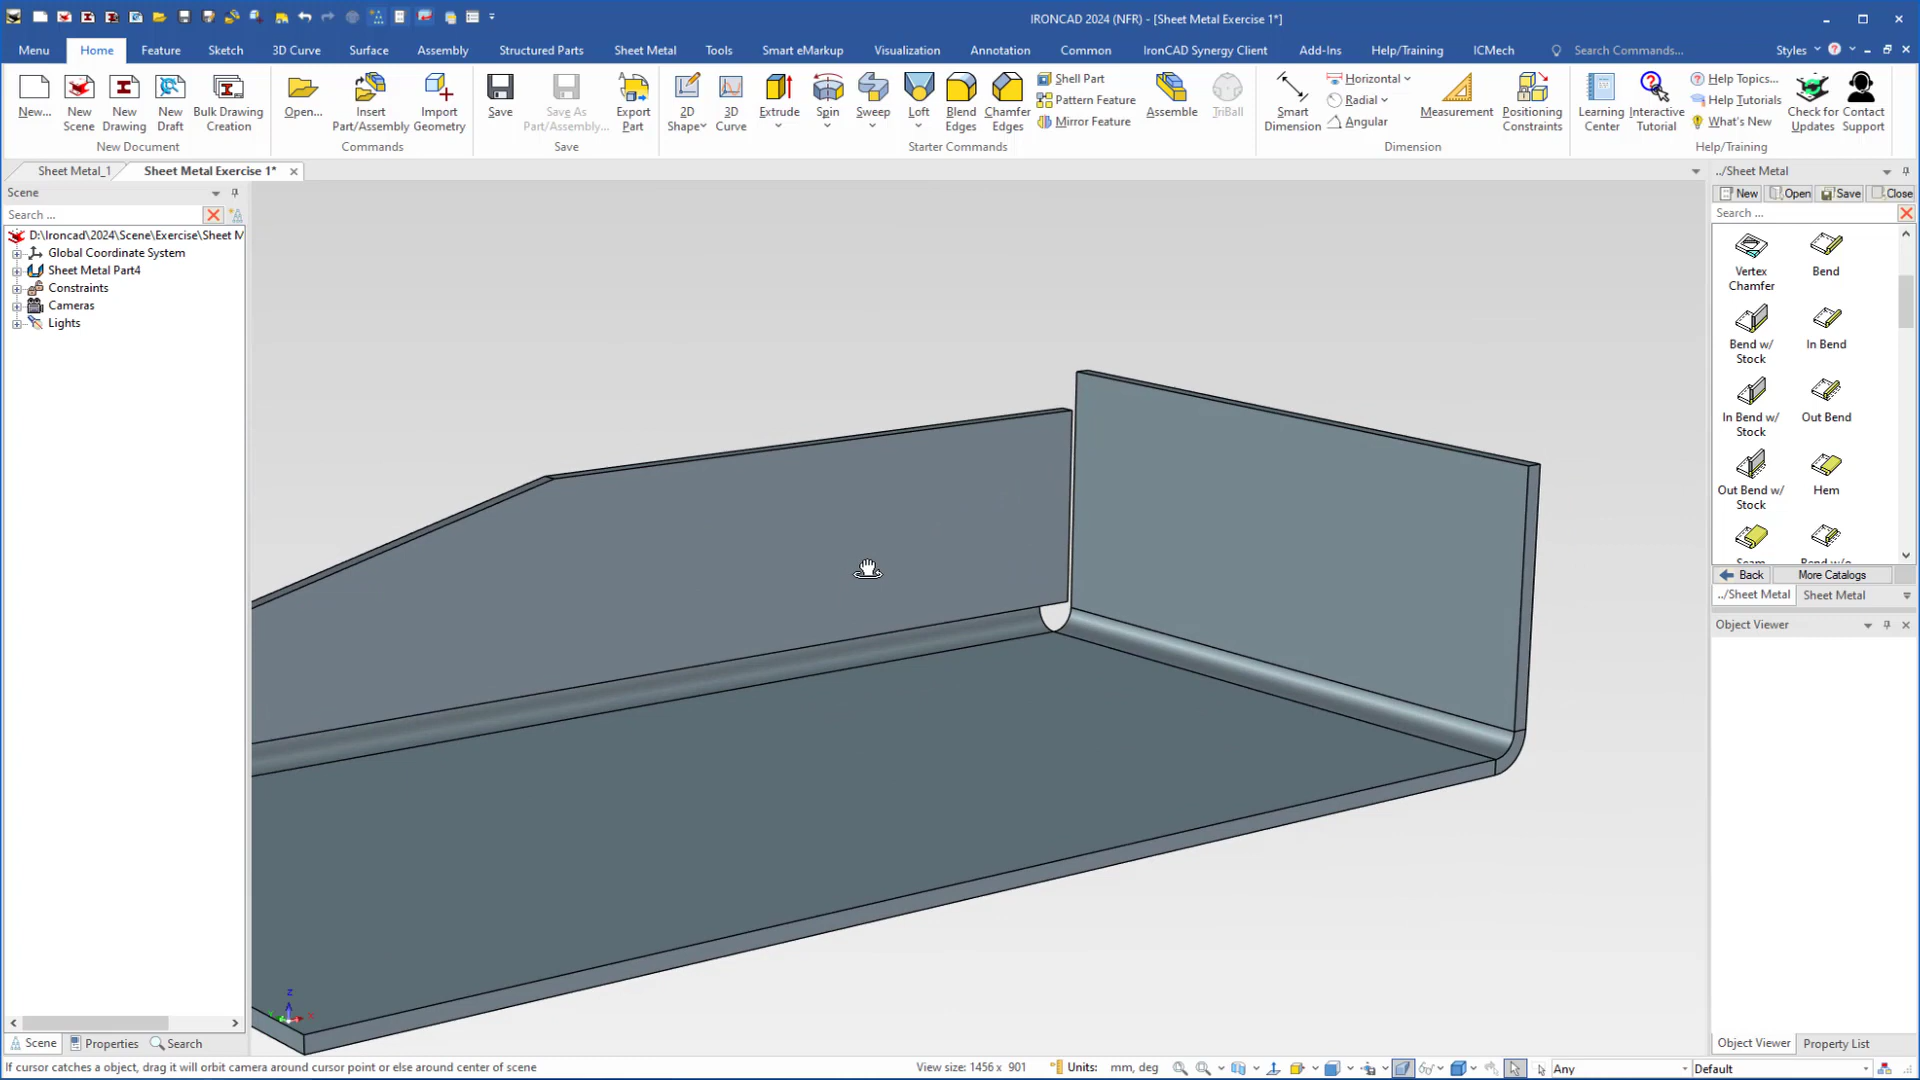 IRONCAD 2024 (NFR) - [Sheet Metal Exercise 1*]
Menu Home Feature Sketch 3D Curve Surface Assembly Structured Parts Sheet Metal Tools Smart eMarkup Visualization Annotation Common IronCAD Synergy Client Add-Ins Help/Training ICMech Search Commands... Styles
New... New Scene New Drawing New Draft Bulk Drawing Creation
New Document
Open... Insert Part/Assembly Import Geometry
Commands
Save Save As Part/Assembly... Export Part
Save
2D Shape 3D Curve Extrude Spin Sweep Loft Blend Edges Chamfer Edges
Shell Part
Pattern Feature
Mirror Feature
Assemble TriBall
Starter Commands
Smart Dimension
Horizontal
Radial
Angular
Measurement Positioning Constraints
Dimension
Learning Center Interactive Tutorial
Help Topics...
Help Tutorials
What's New
Check for Updates Contact Support
Help/Training
Sheet Metal_1 Sheet Metal Exercise 1*
Scene
Search ...
D:\Ironcad\2024\Scene\Exercise\Sheet M
Global Coordinate System
Sheet Metal Part4
Constraints
Cameras
Lights
Scene Properties Search
Z
X
../Sheet Metal
New Open Save Close
Search ...
Vertex Chamfer
Bend
Bend w/ Stock
In Bend
In Bend w/ Stock
Out Bend
Out Bend w/ Stock
Hem
Back More Catalogs
../Sheet Metal Sheet Metal
Object Viewer
Object Viewer Property List
If cursor catches a object, drag it will orbit camera around cursor point or else around center of scene
View size: 1456 x 901
Units: mm, deg
Any
Default